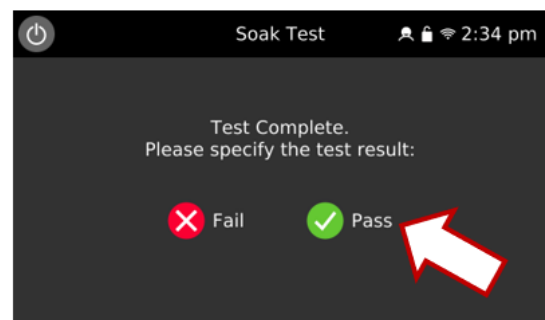 Soak Test 2:34 pm
Test Complete.
Please specify the test result:
Fail Pass